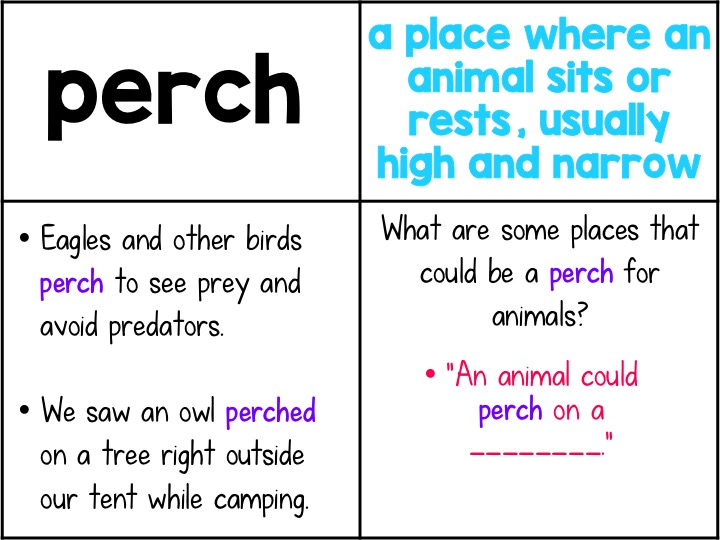 perch
a place where an
animal sits or
rests, usually
high and narrow
• Eagles and other birds
perch to see prey and
avoid predators.
• We saw an owl perched
on a tree right outside
our tent while camping.
What are some places that
could be a perch for
animals?
• "An animal could
perch on a
________."